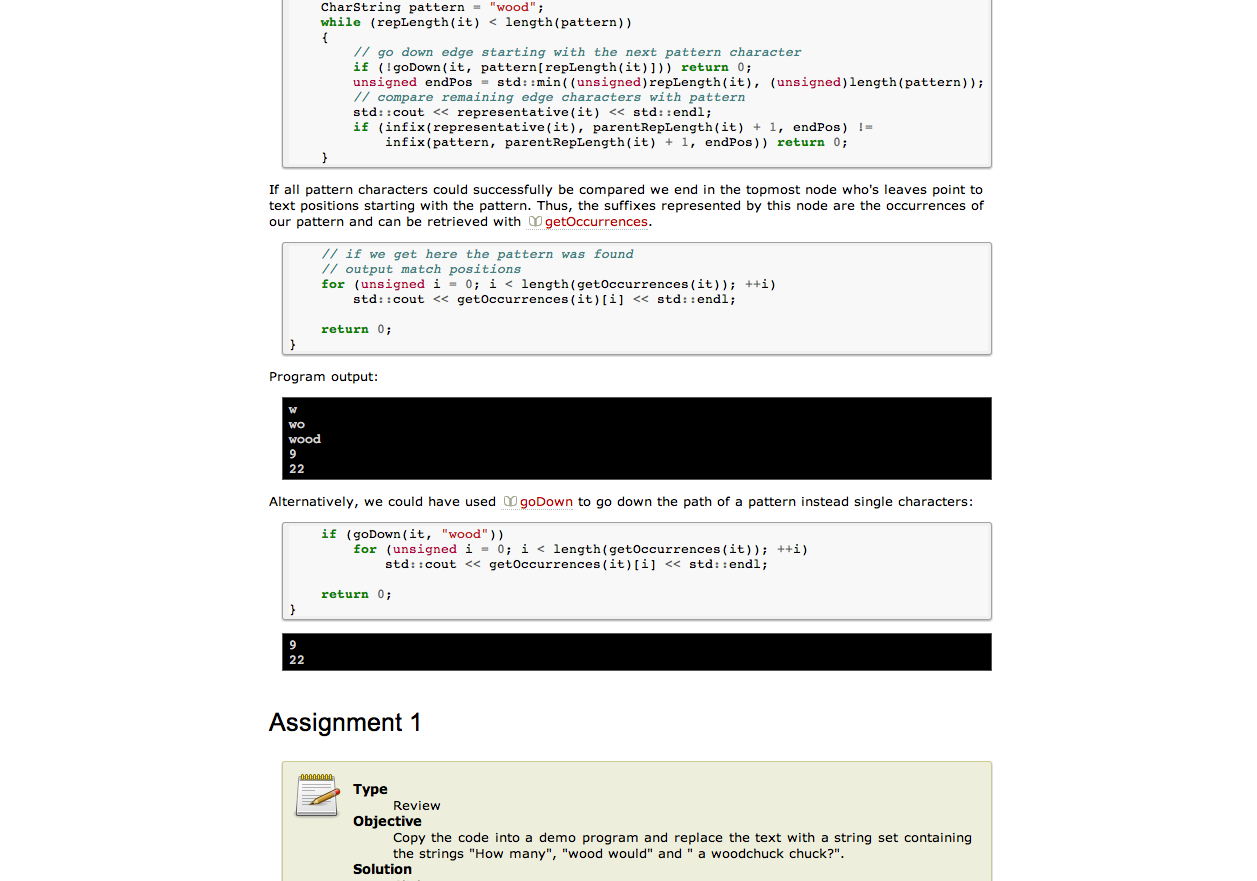 CharString pattern = "wood";
while (repLength(it) < length(pattern))
{
// go down edge starting with the next pattern character
if (!goDown(it, pattern[repLength(it)])) return 0;
unsigned endPos = std::min((unsigned)repLength(it), (unsigned)length(pattern));
// compare remaining edge characters with pattern
std::cout << representative(it) << std::endl;
if (infix(representative(it), parentRepLength(it) + 1, endPos) !=
infix(pattern, parentRepLength(it) + 1, endPos)) return 0;
}
If all pattern characters could successfully be compared we end in the topmost node who's leaves point to
text positions starting with the pattern. Thus, the suffixes represented by this node are the occurrences of
our pattern and can be retrieved with getOccurrences.
// if we get here the pattern was found
// output match positions
for (unsigned i = 0; i < length(getOccurrences(it)); ++i)
std::cout << getOccurrences(it)[i] << std::endl;
return 0;
}
Program output:
w
wo
wood
9
22
Alternatively, we could have used goDown to go down the path of a pattern instead single characters:
if (goDown(it, "wood"))
for (unsigned i = 0; i < length(getOccurrences(it)); ++i)
std::cout << getOccurrences(it)[i] << std::endl;
return 0;
}
9
22
Assignment 1
Type
Review
Objective
Copy the code into a demo program and replace the text with a string set containing
the strings "How many", "wood would" and " a woodchuck chuck?".
Solution